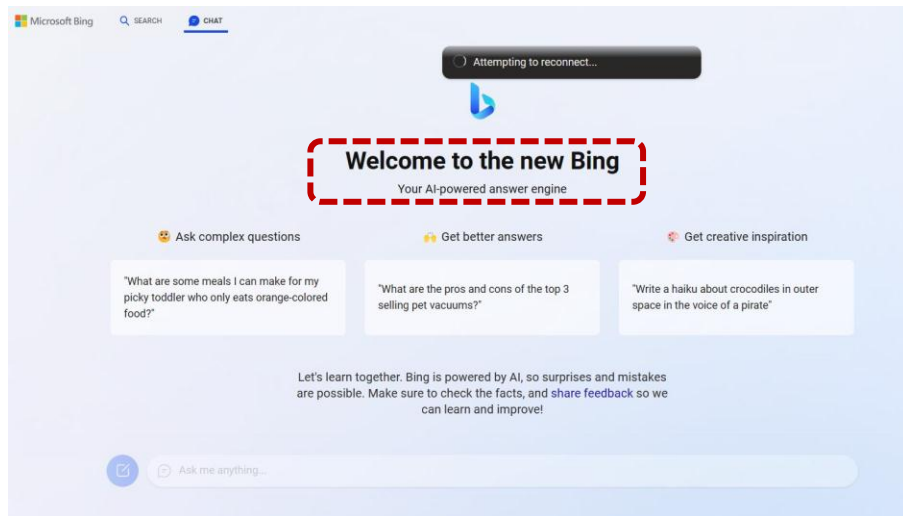 Microsoft Bing SEARCH CHAT
Attempting to reconnect...
Welcome to the new Bing
Your AI-powered answer engine
Ask complex questions
Get better answers
Get creative inspiration
"What are some meals I can make for my
picky toddler who only eats orange-colored
food?"
"What are the pros and cons of the top 3
selling pet vacuums?"
"Write a haiku about crocodiles in outer
space in the voice of a pirate"
Let's learn together. Bing is powered by AI, so surprises and mistakes
are possible. Make sure to check the facts, and share feedback so we
can learn and improve!
Ask me anything...